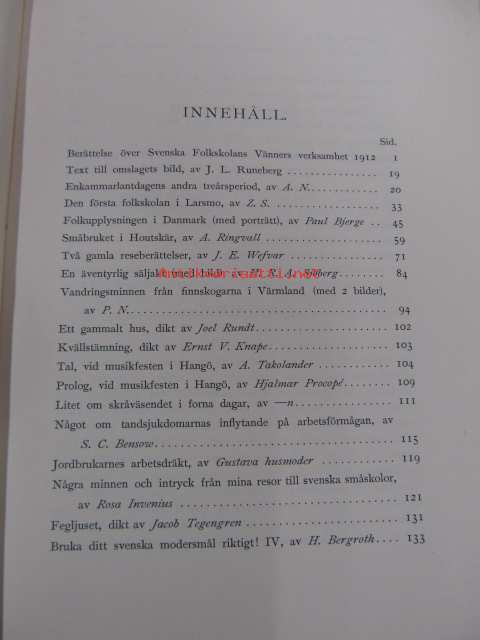 INNEHÅLL.
Sid.
Berättelse över Svenska Folkskolans Vänners verksamhet 1912 1
Text till omslagets bild, av J. L. Runeberg 19
Enkammarlantdagens andra treårsperiod, av A. N. 20
Den första folkskolan i Larsmo, av Z. S. 33
Folkupplysningen i Danmark (med porträtt), av Paul Bjerge 45
Småbruket i Houtskär, av A. Ringvall 59
Två gamla reseberättelser, av J. E. Wefvar 71
En äventyrlig säljakt (med bild), av 84
Vandringsminnen från finnskogarna i Värmland (med 2 bilder),
av P. N. 94
Ett gammalt hus, dikt av Joel Rundt 102
Kvällstämning, dikt av Ernst V. Knape 103
Tal, vid musikfesten i Hangö, av A. Takolander 104
Prolog, vid musikfesten i Hangö, av Hjalmar Procopé 109
Litet om skråväsendet i forna dagar, av —n 111
Något om tandsjukdomarnas inflytande på arbetsförmågan, av
S. C. Bensow 115
Jordbrukarnes arbetsdräkt, av Gustava husmoder 119
Några minnen och intryck från mina resor till svenska småskolor,
av Rosa Invenius 121
Fegljuset, dikt av Jacob Tegengren 131
Bruka ditt svenska modersmål riktigt! IV, av H. Bergroth 133